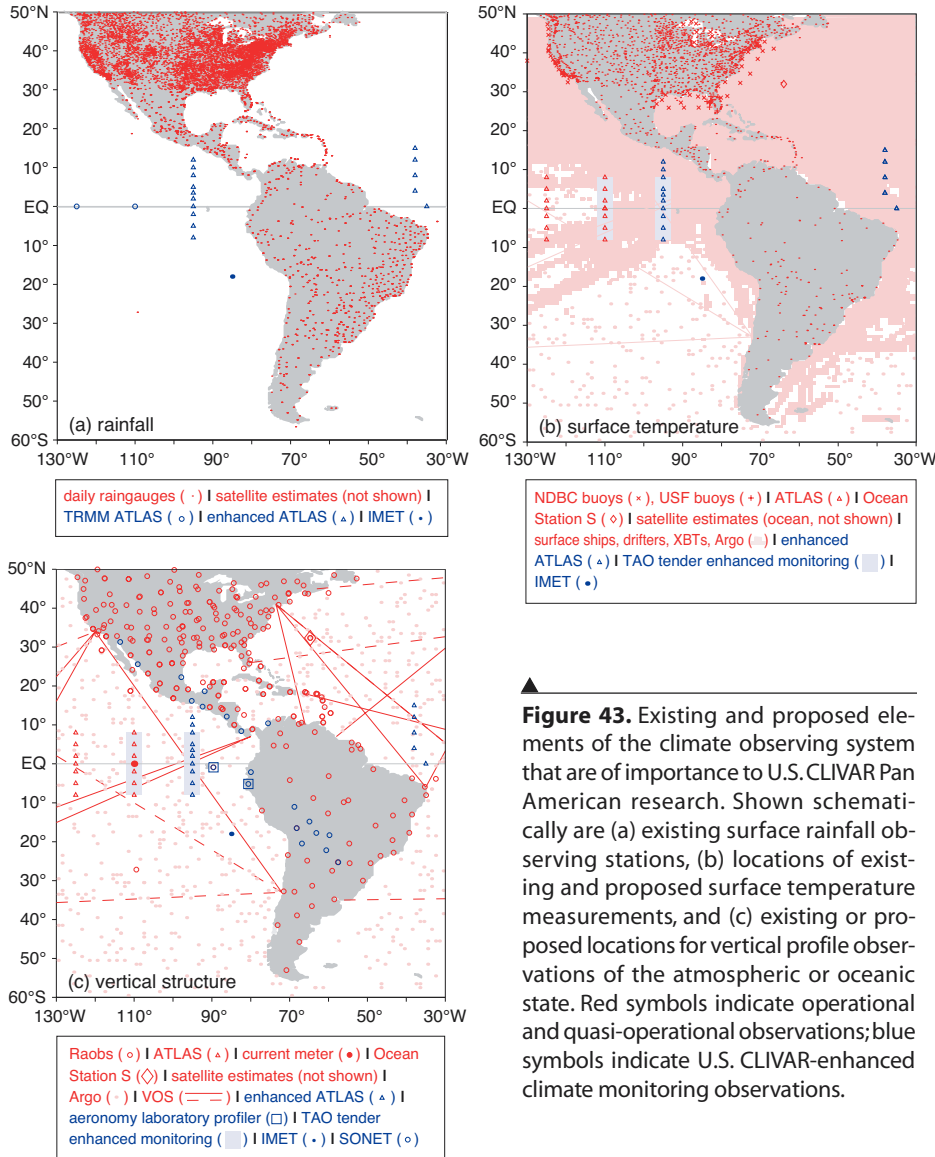 50°N
40°
30°
20°
10°
EQ
10°
20°
30°
40°
50°
60°S
(a) rainfall
130°W 110° 90° 70° 50° 30°W
daily raingauges ( · ) I satellite estimates (not shown) I
TRMM ATLAS ( ○ ) I enhanced ATLAS ( △ ) I IMET ( • )
50°N
40°
30°
20°
10°
EQ
10°
20°
30°
40°
50°
60°S
(b) surface temperature
130°W 110° 90° 70° 50° 30°W
NDBC buoys ( × ), USF buoys ( + ) I ATLAS ( △ ) I Ocean
Station S ( ◇ ) I satellite estimates (ocean, not shown) I
surface ships, drifters, XBTs, Argo ( ) I enhanced
ATLAS ( △ ) I TAO tender enhanced monitoring ( ) I
IMET ( • )
50°N
40°
30°
20°
10°
EQ
10°
20°
30°
40°
50°
60°S
(c) vertical structure
130°W 110° 90° 70° 50° 30°W
Raobs ( ○ ) I ATLAS ( △ ) I current meter ( ● ) I Ocean
Station S ( ◇ ) I satellite estimates (not shown) I
Argo ( ) I VOS ( ) I enhanced ATLAS ( △ ) I
aeronomy laboratory profiler ( □ ) I TAO tender
enhanced monitoring ( ) I IMET ( • ) I SONET ( ○ )
Figure 43. Existing and proposed ele-
ments of the climate observing system
that are of importance to U.S. CLIVAR Pan
American research. Shown schemati-
cally are (a) existing surface rainfall ob-
serving stations, (b) locations of exist-
ing and proposed surface temperature
measurements, and (c) existing or pro-
posed locations for vertical profile obser-
vations of the atmospheric or oceanic
state. Red symbols indicate operational
and quasi-operational observations; blue
symbols indicate U.S. CLIVAR-enhanced
climate monitoring observations.